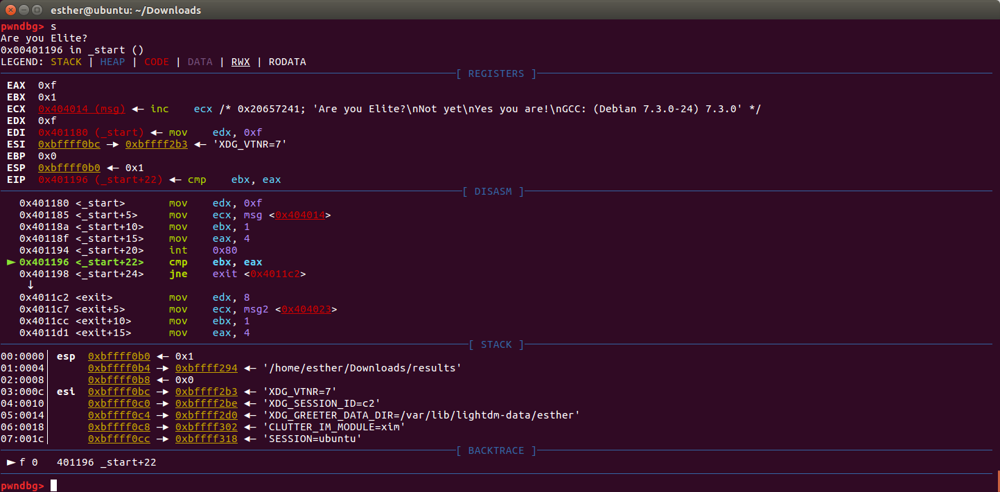 esther@ubuntu: ~/Downloads
pwndbg> s
Are you Elite?
0x00401196 in _start ()
LEGEND: STACK | HEAP | CODE | DATA | RWX | RODATA
[ REGISTERS ]
EAX  0xf
EBX  0x1
ECX  0x404014 (msg) ◂— inc    ecx /* 0x20657241; 'Are you Elite?\nNot yet\nYes you are!\nGCC: (Debian 7.3.0-24) 7.3.0' */
EDX  0xf
EDI  0x401180 (_start) ◂— mov    edx, 0xf
ESI  0xbffff0bc —▸ 0xbffff2b3 ◂— 'XDG_VTNR=7'
EBP  0x0
ESP  0xbffff0b0 ◂— 0x1
EIP  0x401196 (_start+22) ◂— cmp    ebx, eax
[ DISASM ]
0x401180 <_start>       mov    edx, 0xf
0x401185 <_start+5>     mov    ecx, msg <0x404014>
0x40118a <_start+10>    mov    ebx, 1
0x40118f <_start+15>    mov    eax, 4
0x401194 <_start+20>    int    0x80
► 0x401196 <_start+22>    cmp    ebx, eax
0x401198 <_start+24>    jne    exit <0x4011c2>
↓
0x4011c2 <exit>         mov    edx, 8
0x4011c7 <exit+5>       mov    ecx, msg2 <0x404023>
0x4011cc <exit+10>      mov    ebx, 1
0x4011d1 <exit+15>      mov    eax, 4
[ STACK ]
00:0000│ esp  0xbffff0b0 ◂— 0x1
01:0004│      0xbffff0b4 —▸ 0xbffff294 ◂— '/home/esther/Downloads/results'
02:0008│      0xbffff0b8 ◂— 0x0
03:000c│ esi  0xbffff0bc —▸ 0xbffff2b3 ◂— 'XDG_VTNR=7'
04:0010│      0xbffff0c0 —▸ 0xbffff2be ◂— 'XDG_SESSION_ID=c2'
05:0014│      0xbffff0c4 —▸ 0xbffff2d0 ◂— 'XDG_GREETER_DATA_DIR=/var/lib/lightdm-data/esther'
06:0018│      0xbffff0c8 —▸ 0xbffff302 ◂— 'CLUTTER_IM_MODULE=xim'
07:001c│      0xbffff0cc —▸ 0xbffff318 ◂— 'SESSION=ubuntu'
[ BACKTRACE ]
► f 0   401196 _start+22
pwndbg>